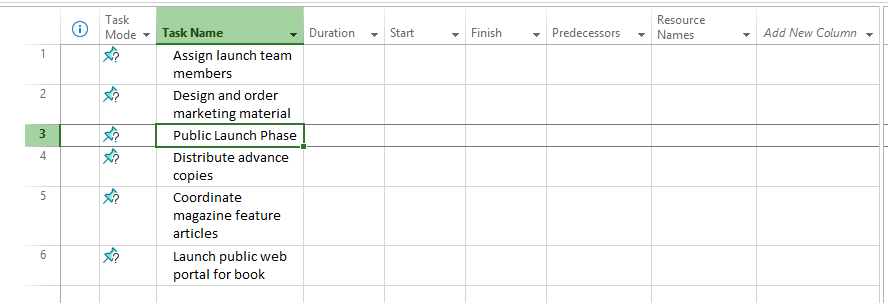 Task Mode
Task Name
Duration
Start
Finish
Predecessors
Resource Names
Add New Column
1
Assign launch team
members
2
Design and order
marketing material
3
Public Launch Phase
4
Distribute advance
copies
5
Coordinate
magazine feature
articles
6
Launch public web
portal for book